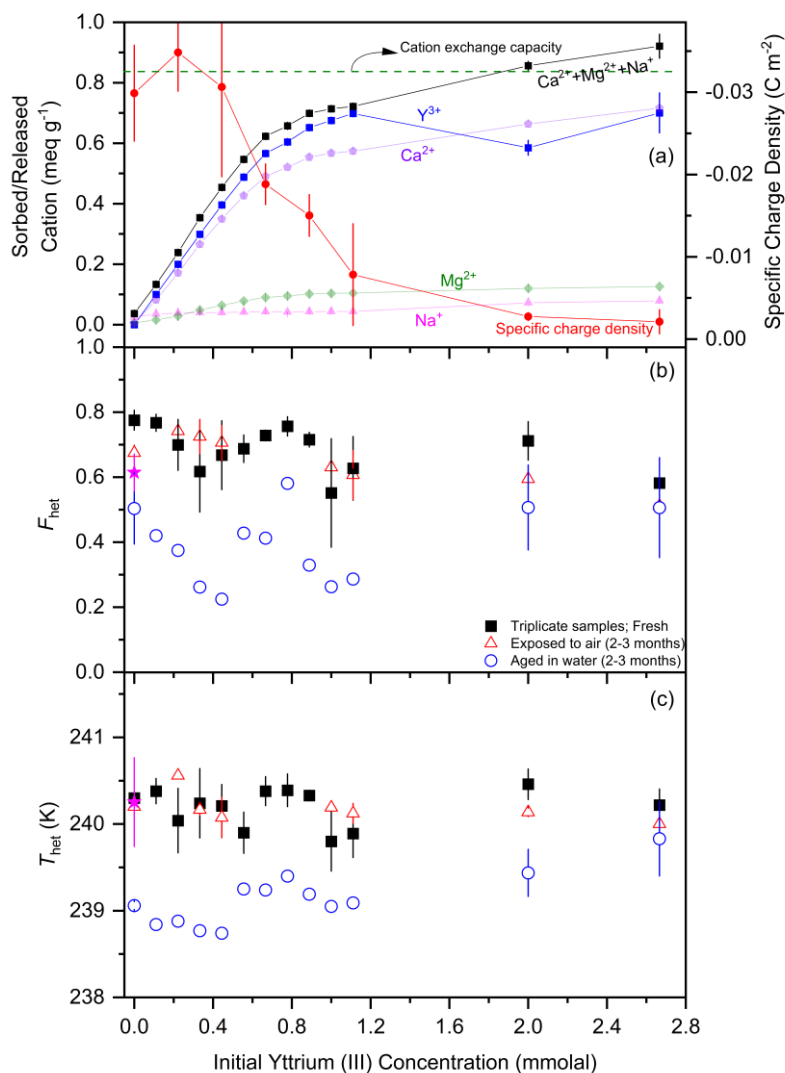 1.0
0.8
0.6
0.4
0.2
0.0
Sorbed/Released
Cation (meq g⁻¹)
Cation exchange capacity
Ca²⁺+Mg²⁺+Na⁺
Y³⁺
(a)
Ca²⁺
Mg²⁺
Na⁺
Specific charge density
-0.03
-0.02
-0.01
0.00
Specific Charge Density (C m⁻²)
1.0
0.8
0.6
0.4
0.2
0.0
F_het
(b)
Triplicate samples; Fresh
Exposed to air (2-3 months)
Aged in water (2-3 months)
241
240
239
238
T_het (K)
(c)
0.0 0.4 0.8 1.2 1.6 2.0 2.4 2.8
Initial Yttrium (III) Concentration (mmolal)